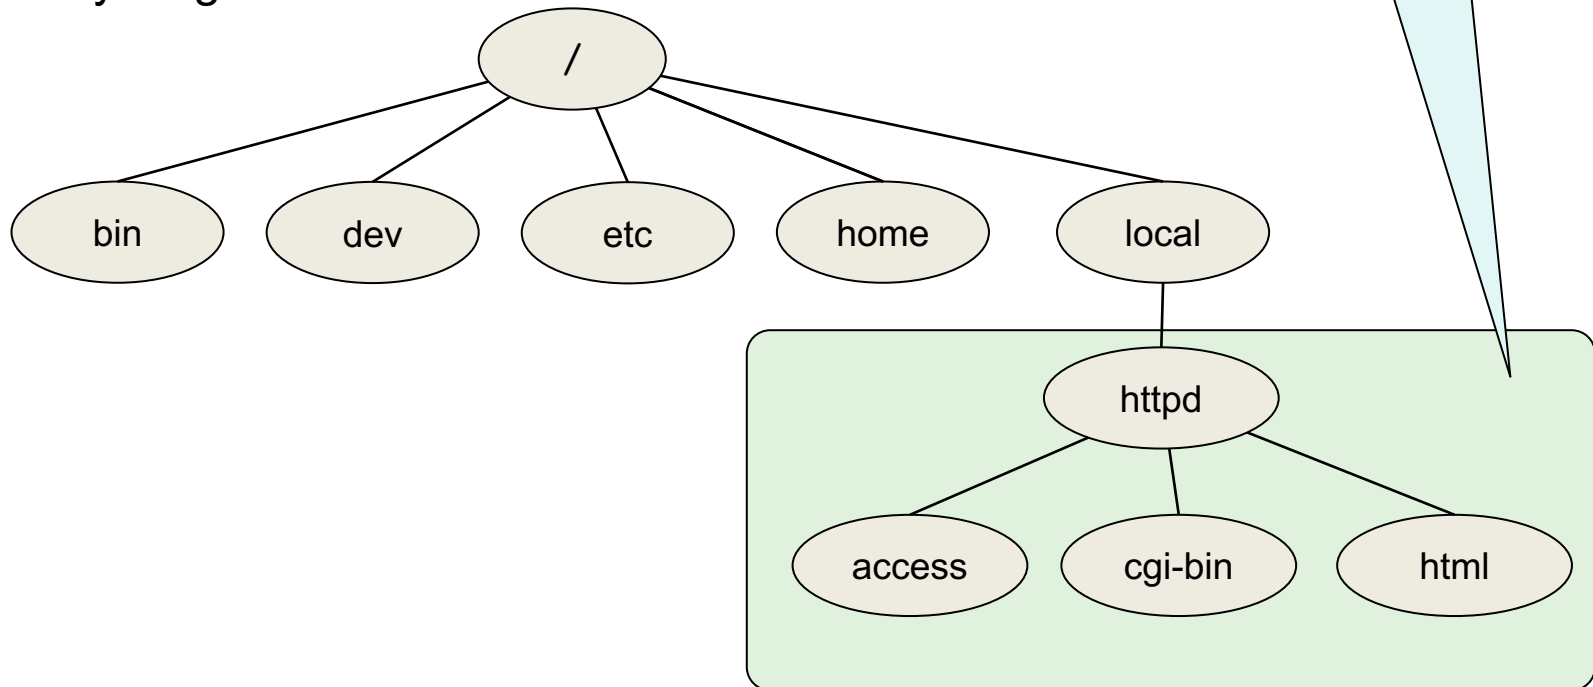 /
bin dev etc home local
httpd
access cgi-bin html